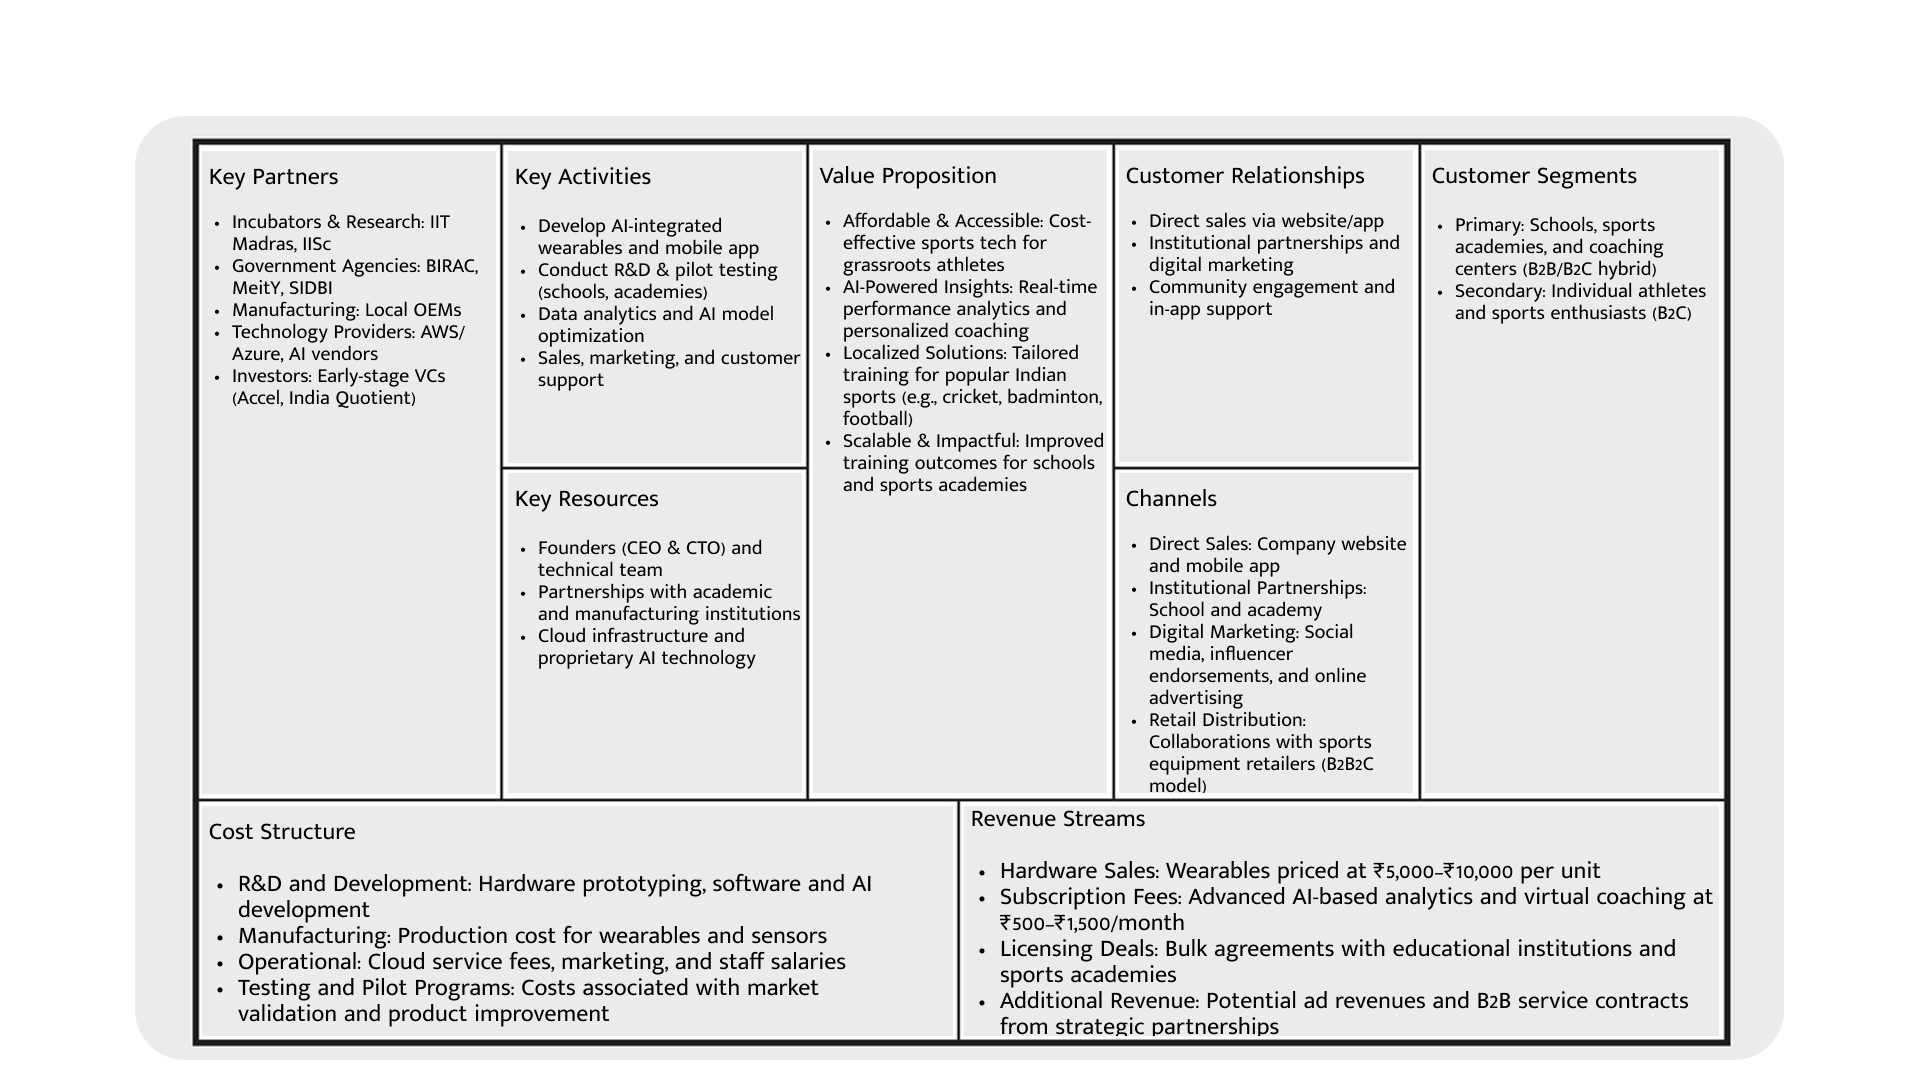 Key Partners
• Incubators & Research: IIT
Madras, IISc
• Government Agencies: BIRAC,
MeitY, SIDBI
• Manufacturing: Local OEMs
• Technology Providers: AWS/
Azure, AI vendors
• Investors: Early-stage VCs
(Accel, India Quotient)
Key Activities
• Develop AI-integrated
wearables and mobile app
• Conduct R&D & pilot testing
(schools, academies)
• Data analytics and AI model
optimization
• Sales, marketing, and customer
support
Key Resources
• Founders (CEO & CTO) and
technical team
• Partnerships with academic
and manufacturing institutions
• Cloud infrastructure and
proprietary AI technology
Value Proposition
• Affordable & Accessible: Cost-
effective sports tech for
grassroots athletes
• AI-Powered Insights: Real-time
performance analytics and
personalized coaching
• Localized Solutions: Tailored
training for popular Indian
sports (e.g., cricket, badminton,
football)
• Scalable & Impactful: Improved
training outcomes for schools
and sports academies
Customer Relationships
• Direct sales via website/app
• Institutional partnerships and
digital marketing
• Community engagement and
in-app support
Channels
• Direct Sales: Company website
and mobile app
• Institutional Partnerships:
School and academy
• Digital Marketing: Social
media, influencer
endorsements, and online
advertising
• Retail Distribution:
Collaborations with sports
equipment retailers (B2B2C
model)
Customer Segments
• Primary: Schools, sports
academies, and coaching
centers (B2B/B2C hybrid)
• Secondary: Individual athletes
and sports enthusiasts (B2C)
Cost Structure
• R&D and Development: Hardware prototyping, software and AI
development
• Manufacturing: Production cost for wearables and sensors
• Operational: Cloud service fees, marketing, and staff salaries
• Testing and Pilot Programs: Costs associated with market
validation and product improvement
Revenue Streams
• Hardware Sales: Wearables priced at ₹5,000–₹10,000 per unit
• Subscription Fees: Advanced AI-based analytics and virtual coaching at
₹500–₹1,500/month
• Licensing Deals: Bulk agreements with educational institutions and
sports academies
• Additional Revenue: Potential ad revenues and B2B service contracts
from strategic partnerships